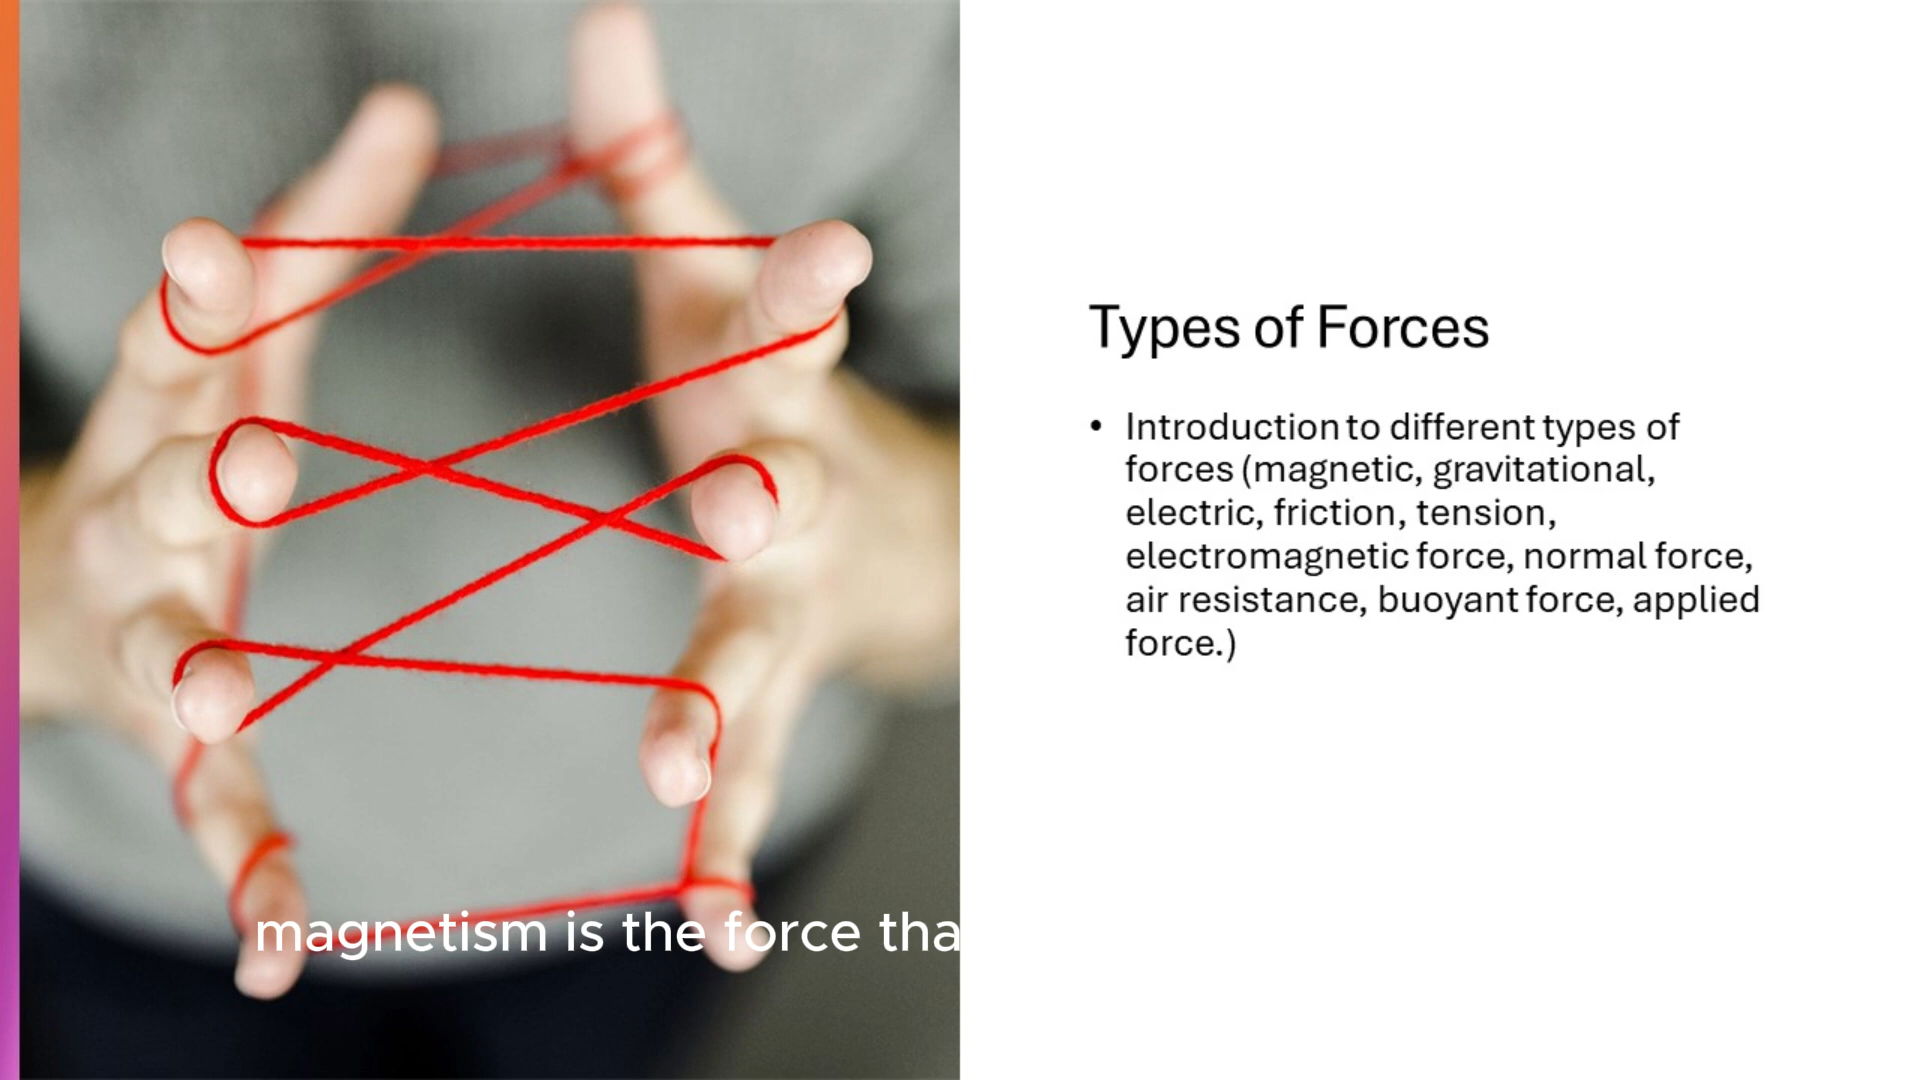 Types of Forces
• Introduction to different types of
forces (magnetic, gravitational,
electric, friction, tension,
electromagnetic force, normal force,
air resistance, buoyant force, applied
force.)
magnetism is the force tha